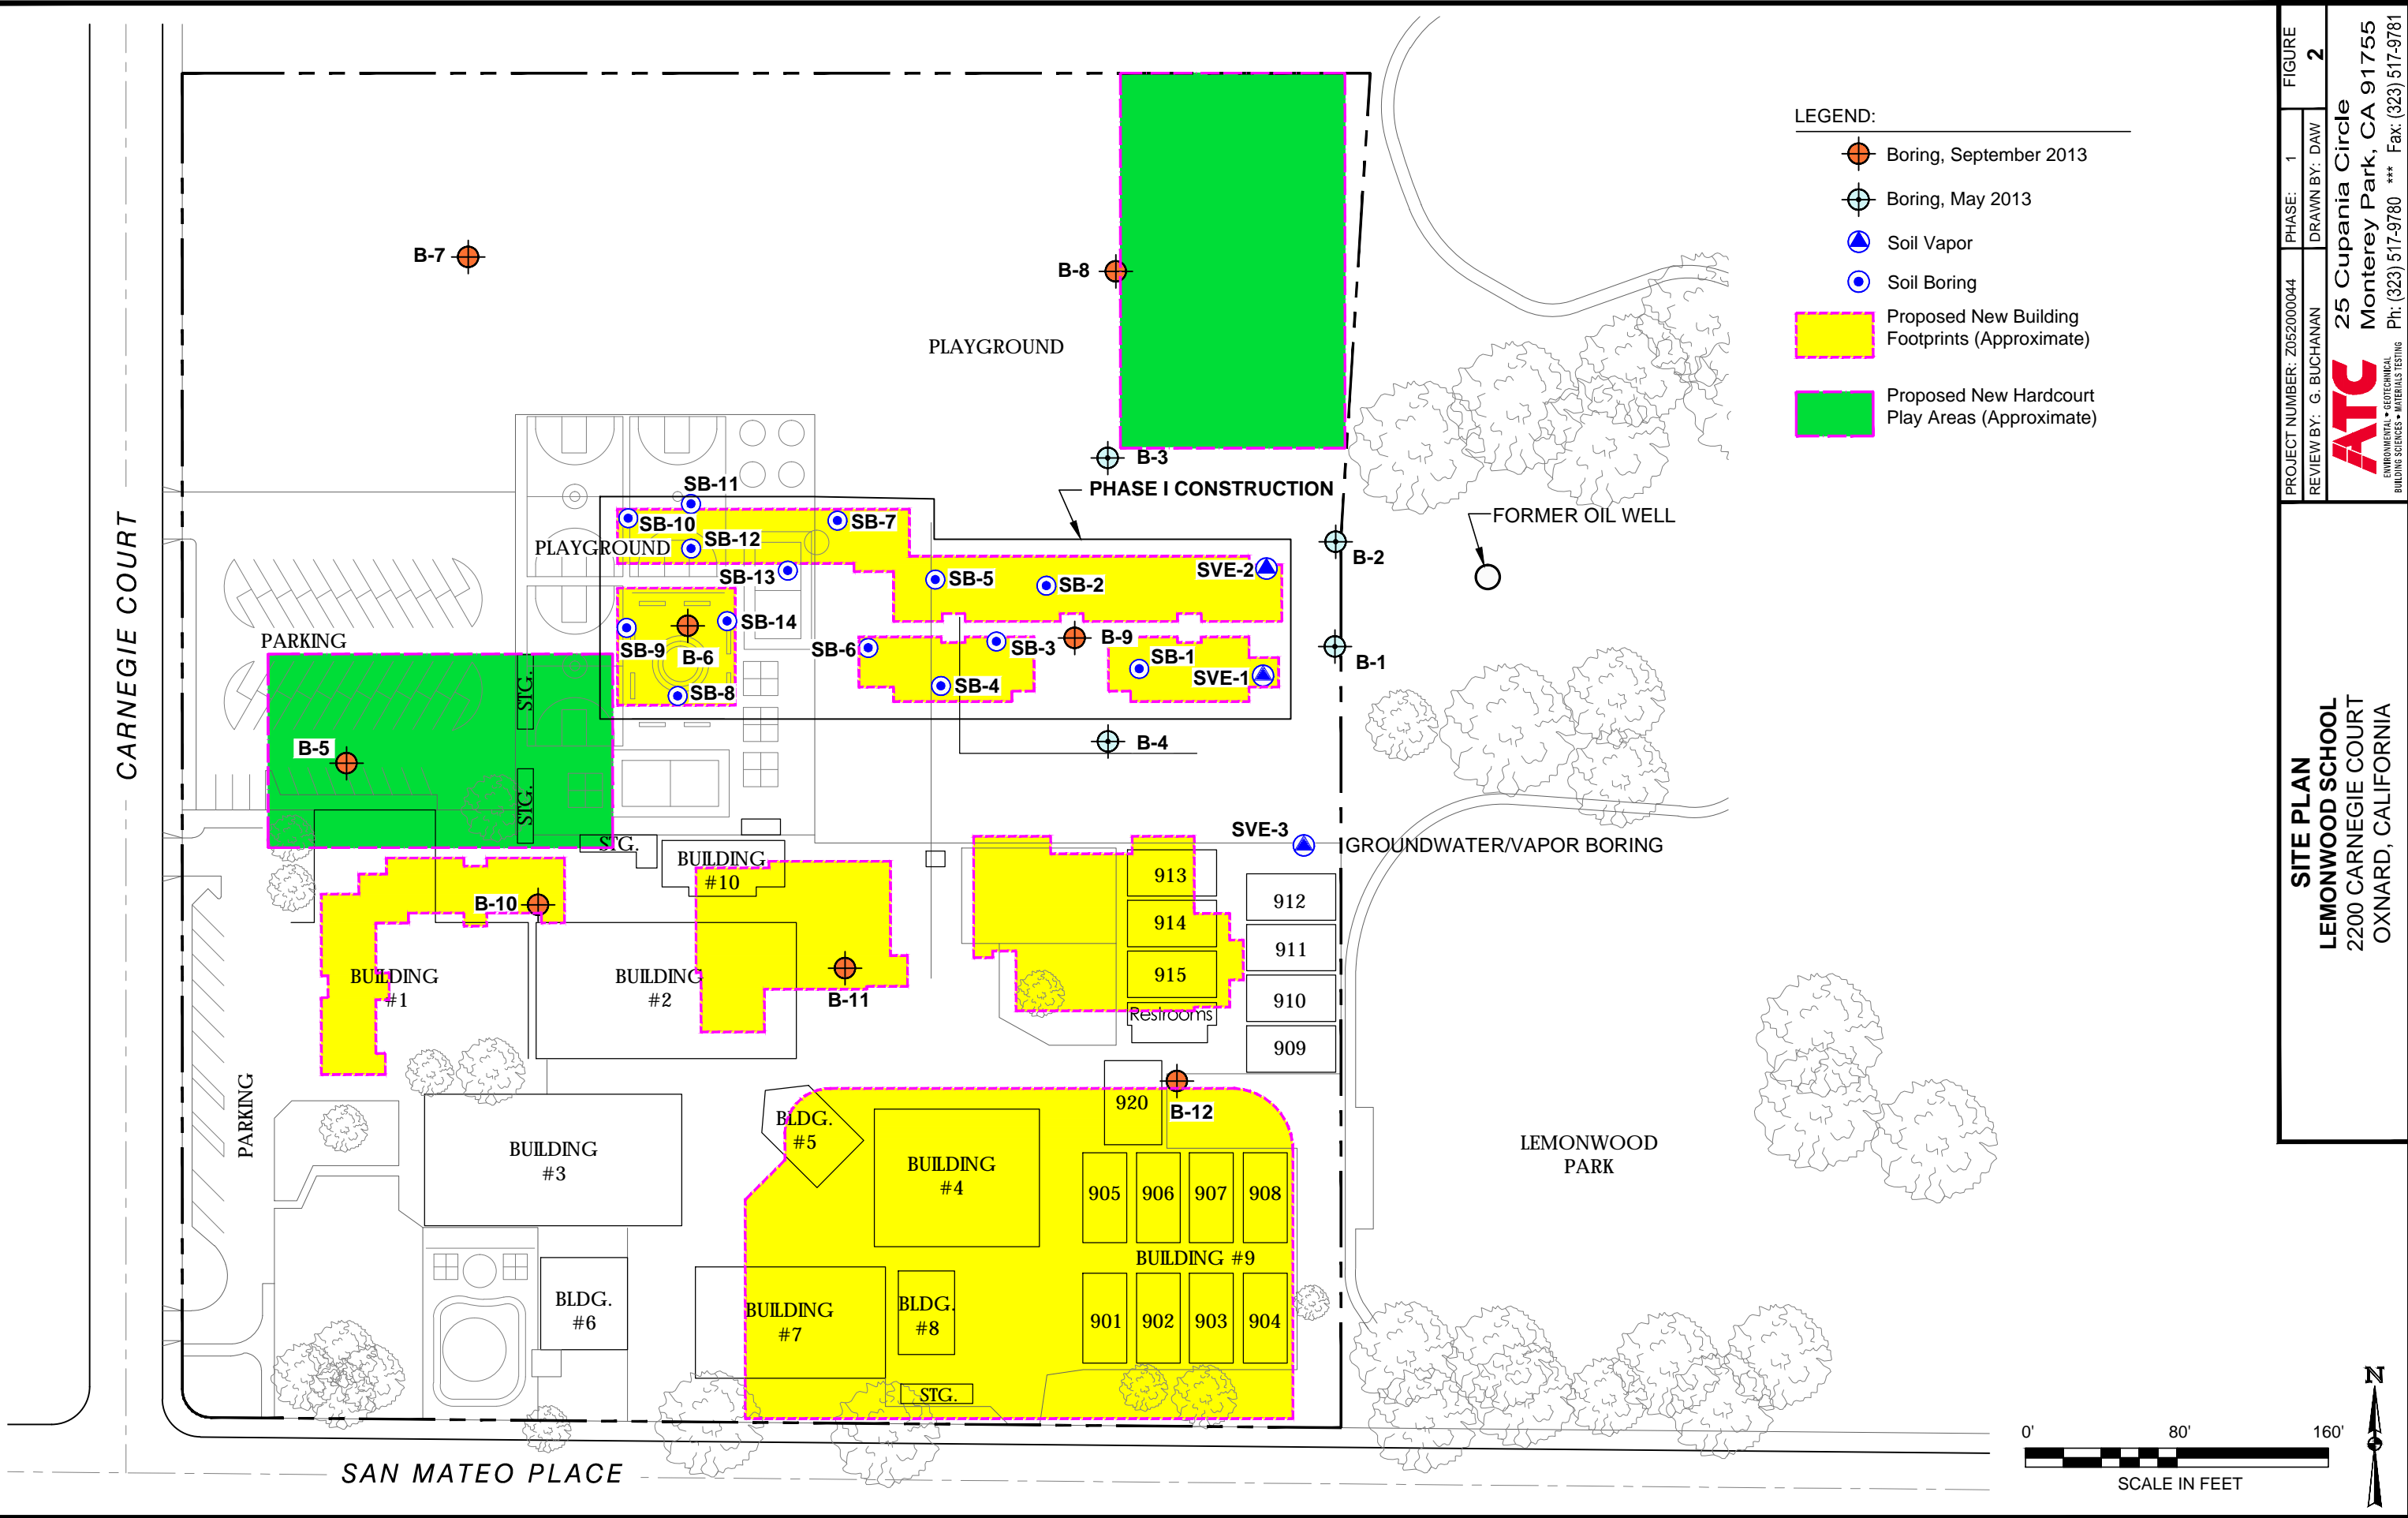 LEGEND:
Boring, September 2013
Boring, May 2013
Soil Vapor
Soil Boring
Proposed New Building
Footprints (Approximate)
Proposed New Hardcourt
Play Areas (Approximate)
B-7
B-8
PLAYGROUND
B-3
PHASE I CONSTRUCTION
FORMER OIL WELL
SB-11
SB-10
SB-7
PLAYGROUND
SB-12
SB-13
SB-5
SB-2
SVE-2
B-2
SB-14
SB-9
B-6
SB-6
SB-3
B-9
SB-1
B-1
SB-8
SB-4
SVE-1
PARKING
STG.
B-5
B-4
STG.
STG.
BUILDING
#10
SVE-3
GROUNDWATER/VAPOR BORING
913
912
B-10
914
911
BUILDING
#1
BUILDING
#2
B-11
915
910
Restrooms
909
CARNEGIE COURT
PARKING
BUILDING
#3
BLDG.
#5
BUILDING
#4
920
B-12
905
906
907
908
BUILDING #9
LEMONWOOD
PARK
BLDG.
#6
BUILDING
#7
BLDG.
#8
901
902
903
904
STG.
SAN MATEO PLACE
0'
80'
160'
SCALE IN FEET
N
PROJECT NUMBER: Z052000044
PHASE: 1
FIGURE
2
REVIEW BY: G. BUCHANAN
DRAWN BY: DAW
ATC
ENVIRONMENTAL • GEOTECHNICAL
BUILDING SCIENCES • MATERIALS TESTING
25 Cupania Circle
Monterey Park, CA 91755
Ph: (323) 517-9780 *** Fax: (323) 517-9781
SITE PLAN
LEMONWOOD SCHOOL
2200 CARNEGIE COURT
OXNARD, CALIFORNIA